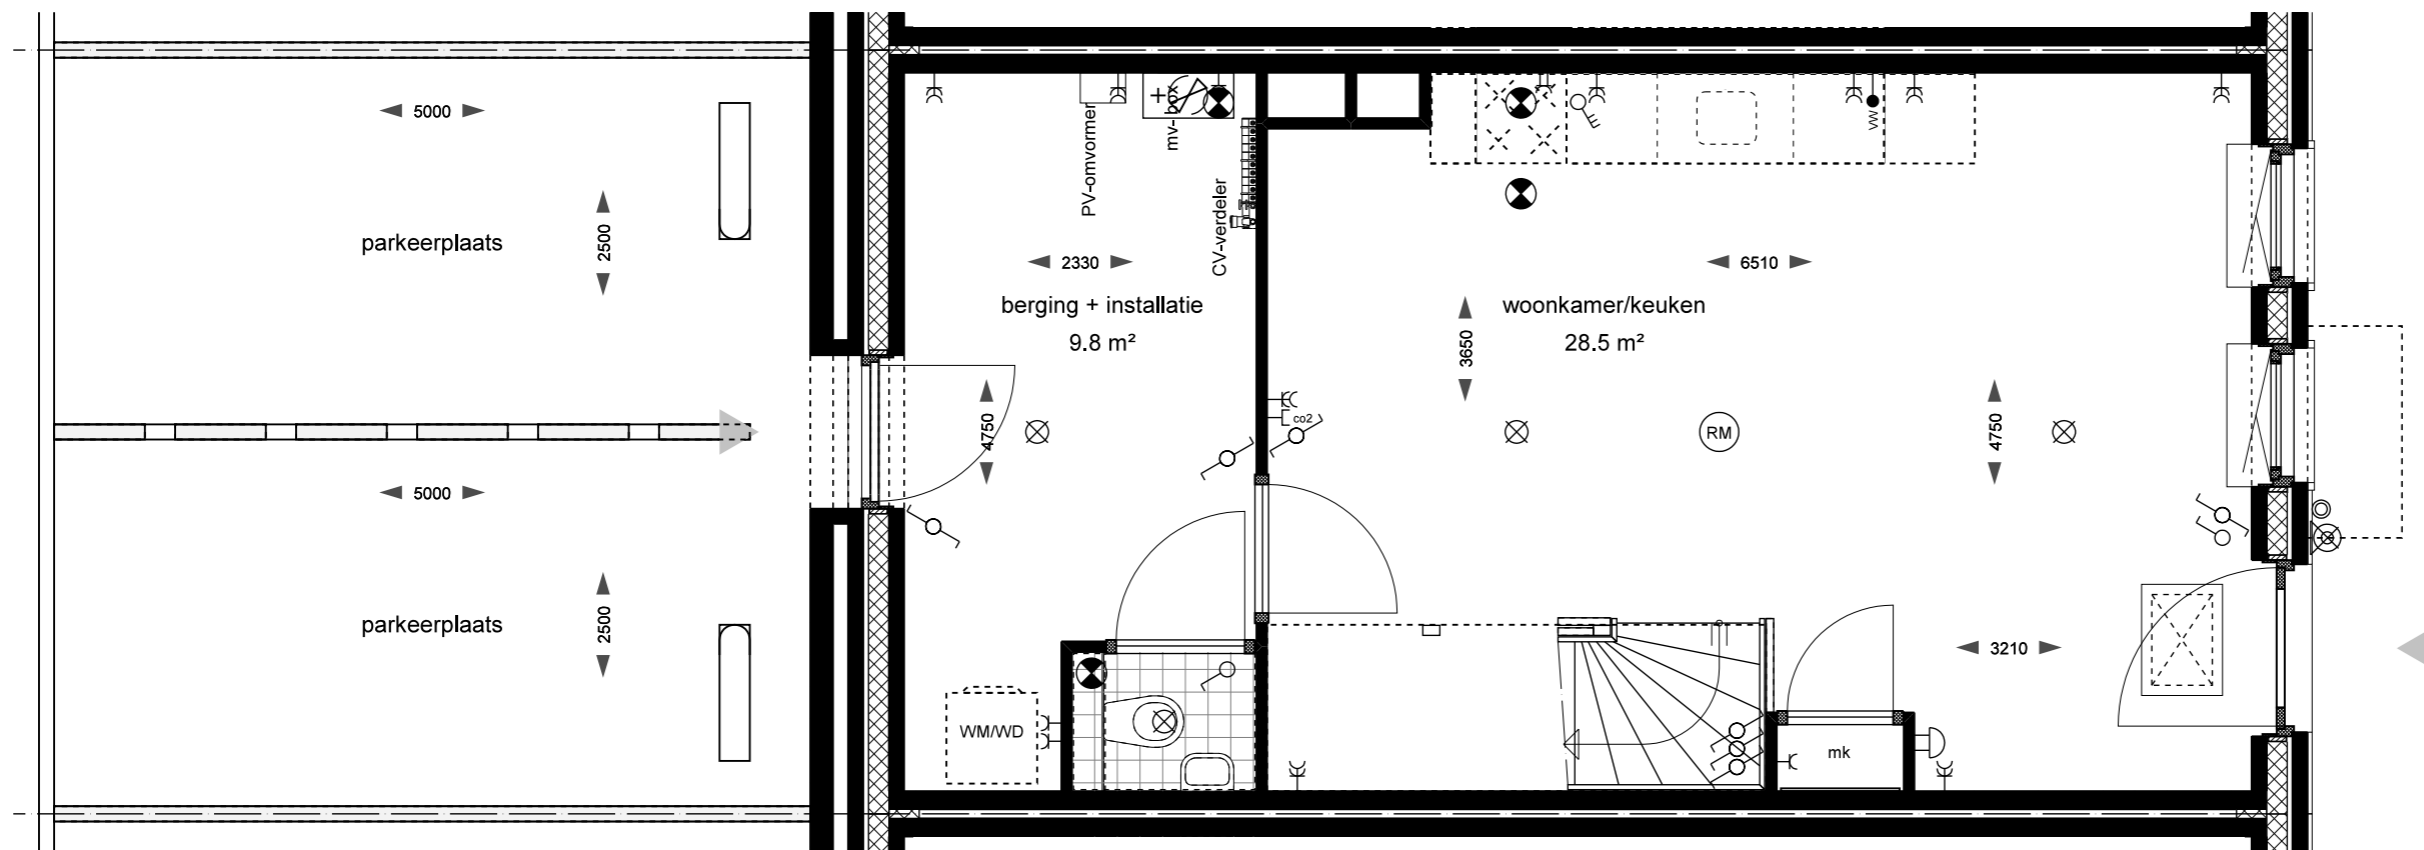 5000
2500
parkeerplaats
5000
2500
parkeerplaats
PV-omvormer
mv-box
CV-verdeler
2330
berging + installatie
9.8 m²
4750
WM/WD
6510
woonkamer/keuken
28.5 m²
3650
co2
RM
4750
3210
mk